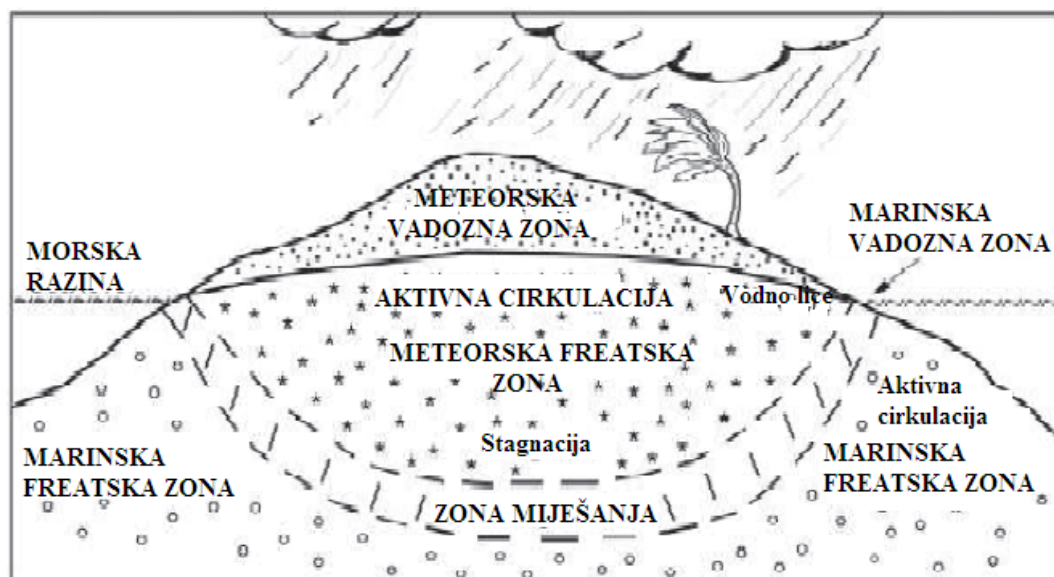 METEORSKA
VADOZNA ZONA
MARINSKA
VADOZNA ZONA
MORSKA
RAZINA
AKTIVNA CIRKULACIJA
Vodno lice
METEORSKA FREATSKA
ZONA
Aktivna
cirkulacija
Stagnacija
MARINSKA
FREATSKA ZONA
MARINSKA
FREATSKA ZONA
ZONA MIJEŠANJA